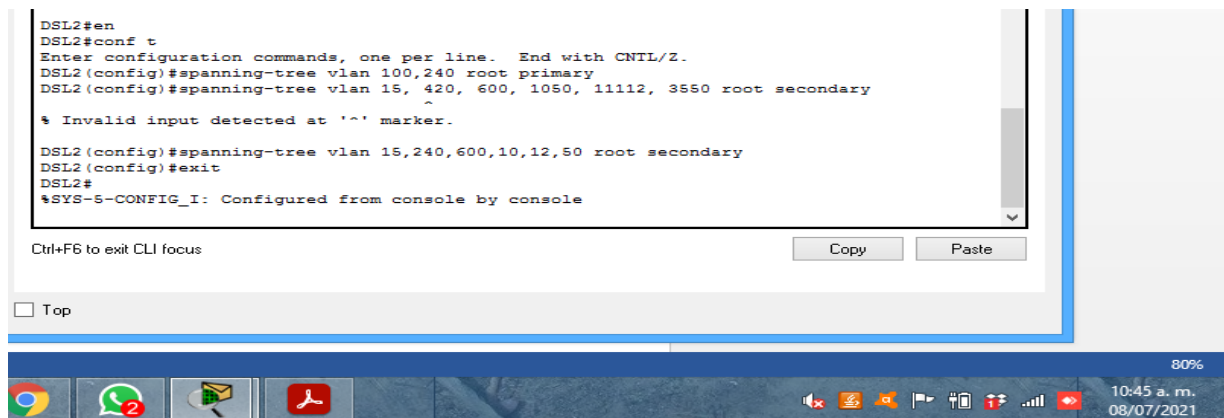 DSL2#en
DSL2#conf t
Enter configuration commands, one per line.  End with CNTL/Z.
DSL2(config)#spanning-tree vlan 100,240 root primary
DSL2(config)#spanning-tree vlan 15, 420, 600, 1050, 11112, 3550 root secondary
^
% Invalid input detected at '^' marker.
DSL2(config)#spanning-tree vlan 15,240,600,10,12,50 root secondary
DSL2(config)#exit
DSL2#
%SYS-5-CONFIG_I: Configured from console by console
Ctrl+F6 to exit CLI focus
Copy
Paste
Top
80%
2
10:45 a. m.
08/07/2021